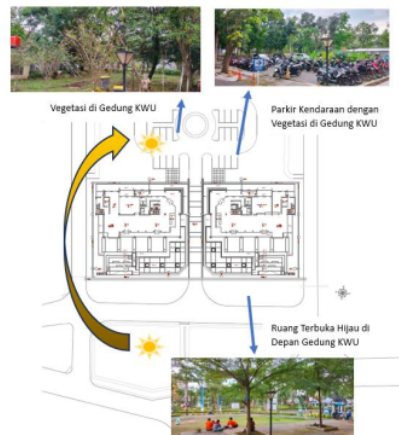 Vegetasi di Gedung KWU
Parkir Kendaraan dengan
Vegetasi di Gedung KWU
Ruang Terbuka Hijau di
Depan Gedung KWU